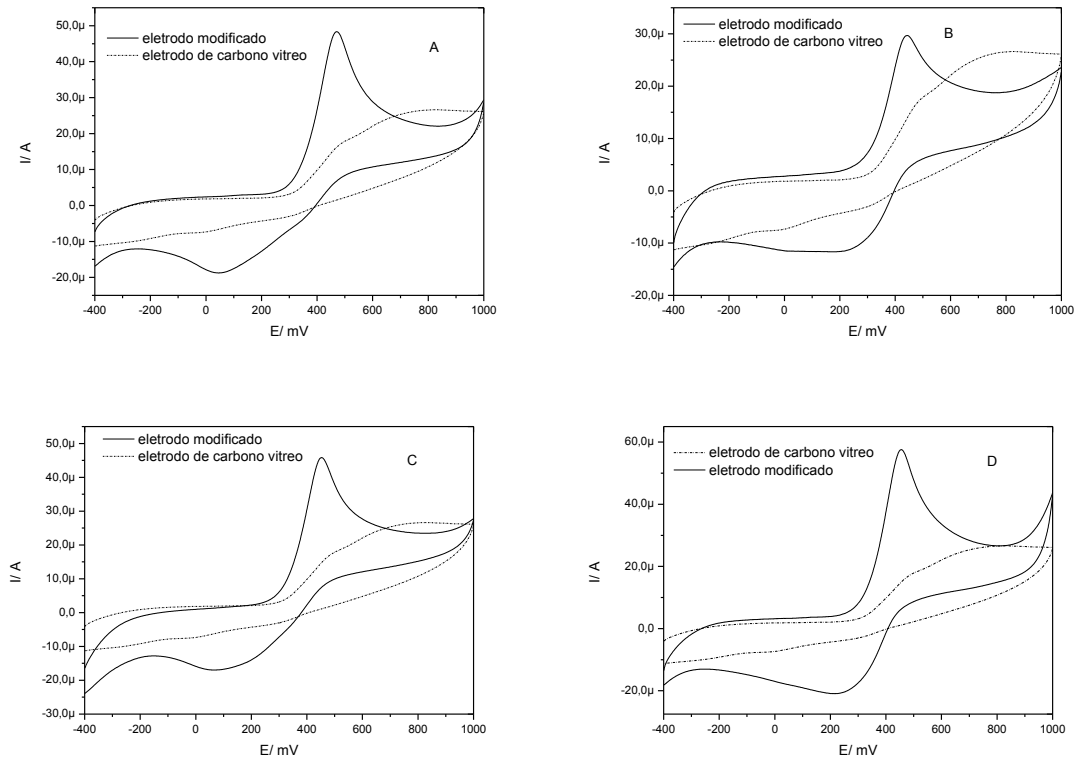 50,0µ
40,0µ
30,0µ
20,0µ
10,0µ
0,0
-10,0µ
-20,0µ
I/ A
eletrodo modificado
eletrodo de carbono vitreo
A
-400 -200 0 200 400 600 800 1000
E/ mV
30,0µ
20,0µ
10,0µ
0,0
-10,0µ
-20,0µ
I/ A
eletrodo modificado
eletrodo de carbono vitreo
B
-400 -200 0 200 400 600 800 1000
E/ mV
50,0µ
40,0µ
30,0µ
20,0µ
10,0µ
0,0
-10,0µ
-20,0µ
-30,0µ
I/ A
eletrodo modificado
eletrodo de carbono vitreo
C
-400 -200 0 200 400 600 800 1000
E/ mV
60,0µ
40,0µ
20,0µ
0,0
-20,0µ
I/ A
eletrodo de carbono vitreo
eletrodo modificado
D
-400 -200 0 200 400 600 800 1000
E/ mV